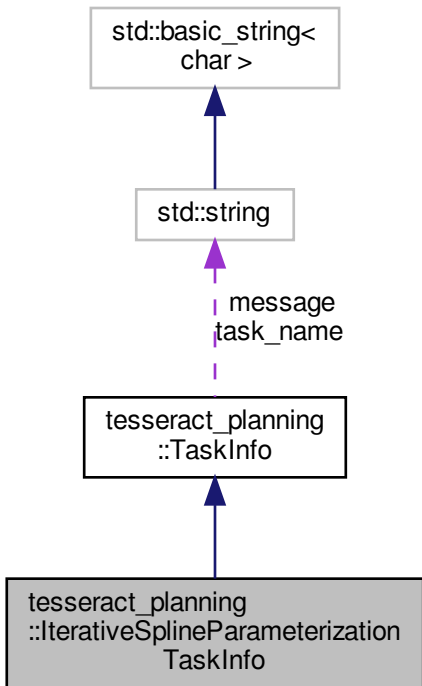 std::basic_string<
char >
std::string
message
task_name
tesseract_planning
::TaskInfo
tesseract_planning
::IterativeSplineParameterization
TaskInfo